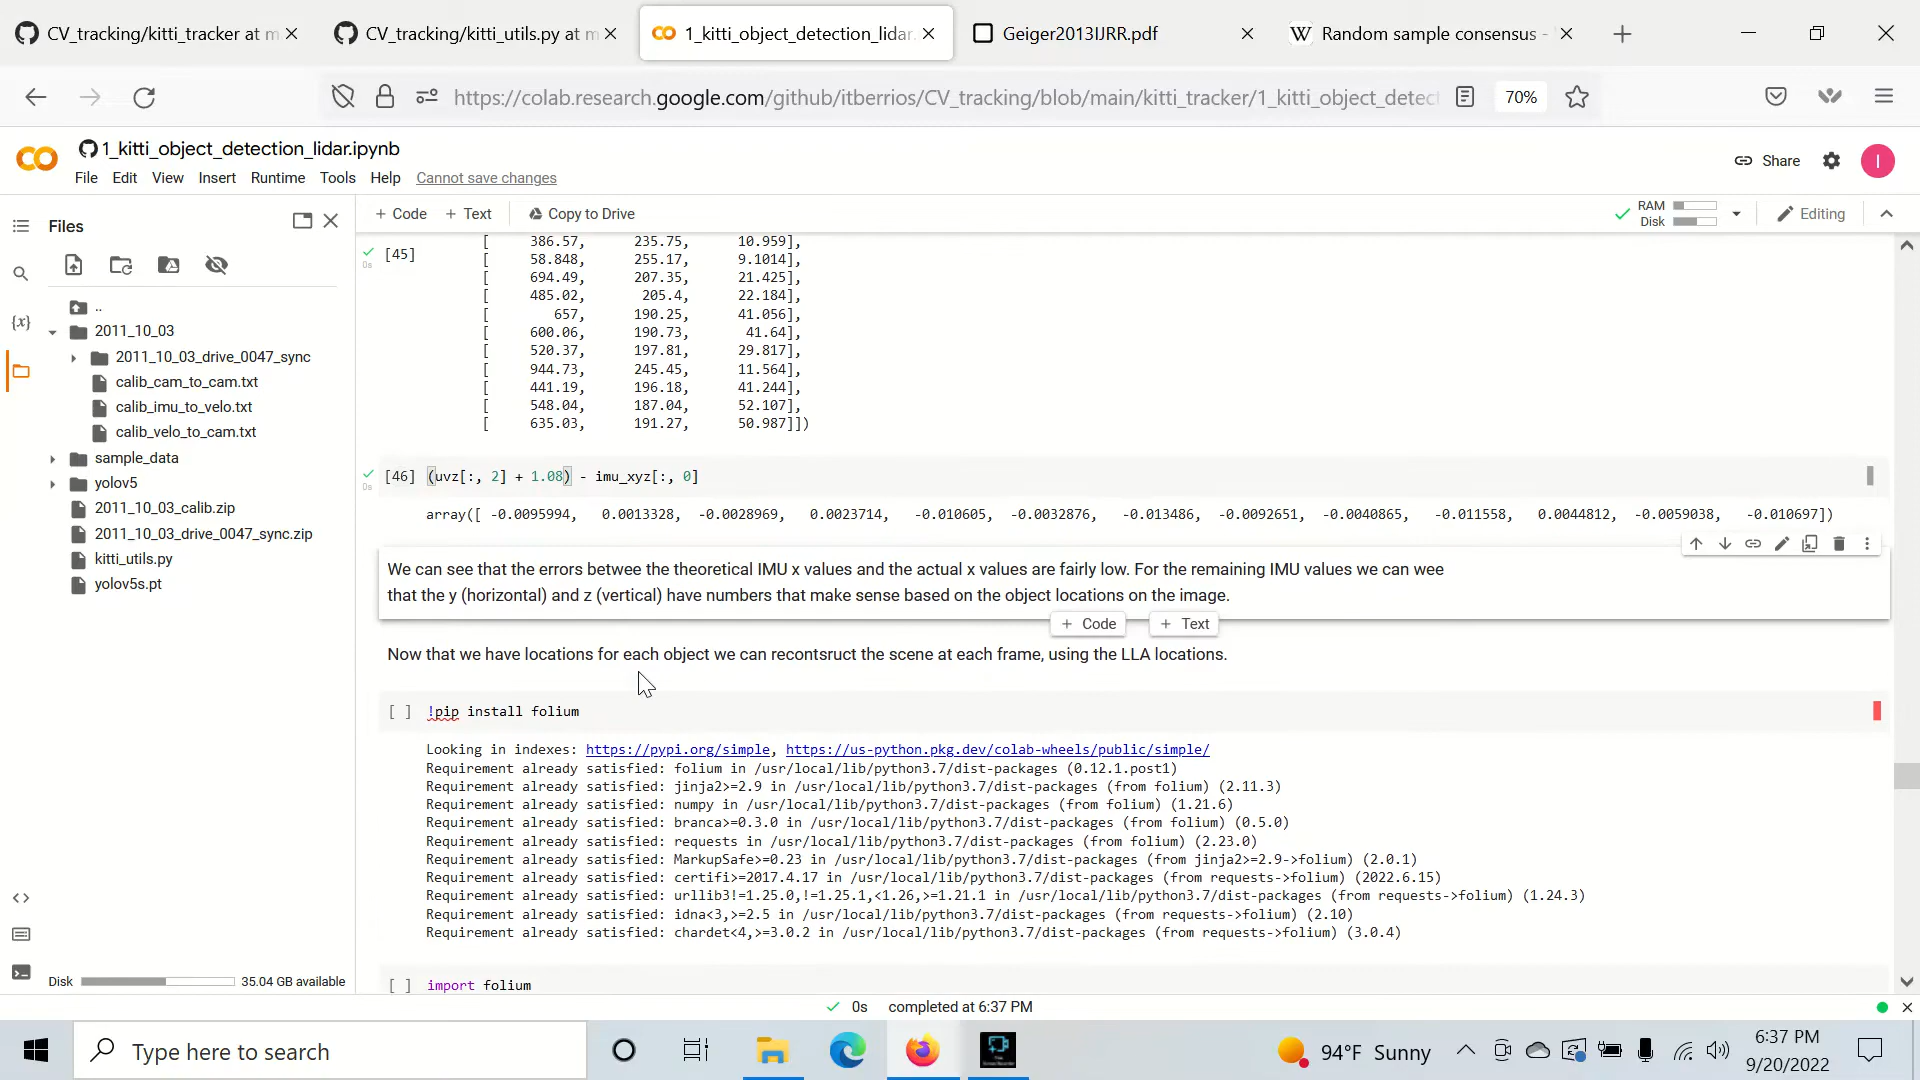 CV_tracking/kitti_tracker at m
CV_tracking/kitti_utils.py at m
1_kitti_object_detection_lidar.
Geiger2013IJRR.pdf
W Random sample consensus -
https://colab.research.google.com/github/itberrios/CV_tracking/blob/main/kitti_tracker/1_kitti_object_detect
70%
1_kitti_object_detection_lidar.ipynb
File Edit View Insert Runtime Tools Help Cannot save changes
Share
I
Files
+ Code + Text Copy to Drive
RAM
Disk
Editing
..
2011_10_03
2011_10_03_drive_0047_sync
calib_cam_to_cam.txt
calib_imu_to_velo.txt
calib_velo_to_cam.txt
sample_data
yolov5
2011_10_03_calib.zip
2011_10_03_drive_0047_sync.zip
kitti_utils.py
yolov5s.pt
{x}
Disk 35.04 GB available
[45]
0s
[ 386.57, 235.75, 10.959],
[ 58.848, 255.17, 9.1014],
[ 694.49, 207.35, 21.425],
[ 485.02, 205.4, 22.184],
[ 657, 190.25, 41.056],
[ 600.06, 190.73, 41.64],
[ 520.37, 197.81, 29.817],
[ 944.73, 245.45, 11.564],
[ 441.19, 196.18, 41.244],
[ 548.04, 187.04, 52.107],
[ 635.03, 191.27, 50.987]])
[46] (uvz[:, 2] + 1.08) - imu_xyz[:, 0]
0s
array([ -0.0095994, 0.0013328, -0.0028969, 0.0023714, -0.010605, -0.0032876, -0.013486, -0.0092651, -0.0040865, -0.011558, 0.0044812, -0.0059038, -0.010697])
We can see that the errors betwee the theoretical IMU x values and the actual x values are fairly low. For the remaining IMU values we can wee
that the y (horizontal) and z (vertical) have numbers that make sense based on the object locations on the image.
+ Code + Text
Now that we have locations for each object we can recontsruct the scene at each frame, using the LLA locations.
[ ] !pip install folium
Looking in indexes: https://pypi.org/simple, https://us-python.pkg.dev/colab-wheels/public/simple/
Requirement already satisfied: folium in /usr/local/lib/python3.7/dist-packages (0.12.1.post1)
Requirement already satisfied: jinja2>=2.9 in /usr/local/lib/python3.7/dist-packages (from folium) (2.11.3)
Requirement already satisfied: numpy in /usr/local/lib/python3.7/dist-packages (from folium) (1.21.6)
Requirement already satisfied: branca>=0.3.0 in /usr/local/lib/python3.7/dist-packages (from folium) (0.5.0)
Requirement already satisfied: requests in /usr/local/lib/python3.7/dist-packages (from folium) (2.23.0)
Requirement already satisfied: MarkupSafe>=0.23 in /usr/local/lib/python3.7/dist-packages (from jinja2>=2.9->folium) (2.0.1)
Requirement already satisfied: certifi>=2017.4.17 in /usr/local/lib/python3.7/dist-packages (from requests->folium) (2022.6.15)
Requirement already satisfied: urllib3!=1.25.0,!=1.25.1,<1.26,>=1.21.1 in /usr/local/lib/python3.7/dist-packages (from requests->folium) (1.24.3)
Requirement already satisfied: idna<3,>=2.5 in /usr/local/lib/python3.7/dist-packages (from requests->folium) (2.10)
Requirement already satisfied: chardet<4,>=3.0.2 in /usr/local/lib/python3.7/dist-packages (from requests->folium) (3.0.4)
[ ] import folium
0s completed at 6:37 PM
Type here to search
94°F Sunny
6:37 PM
9/20/2022